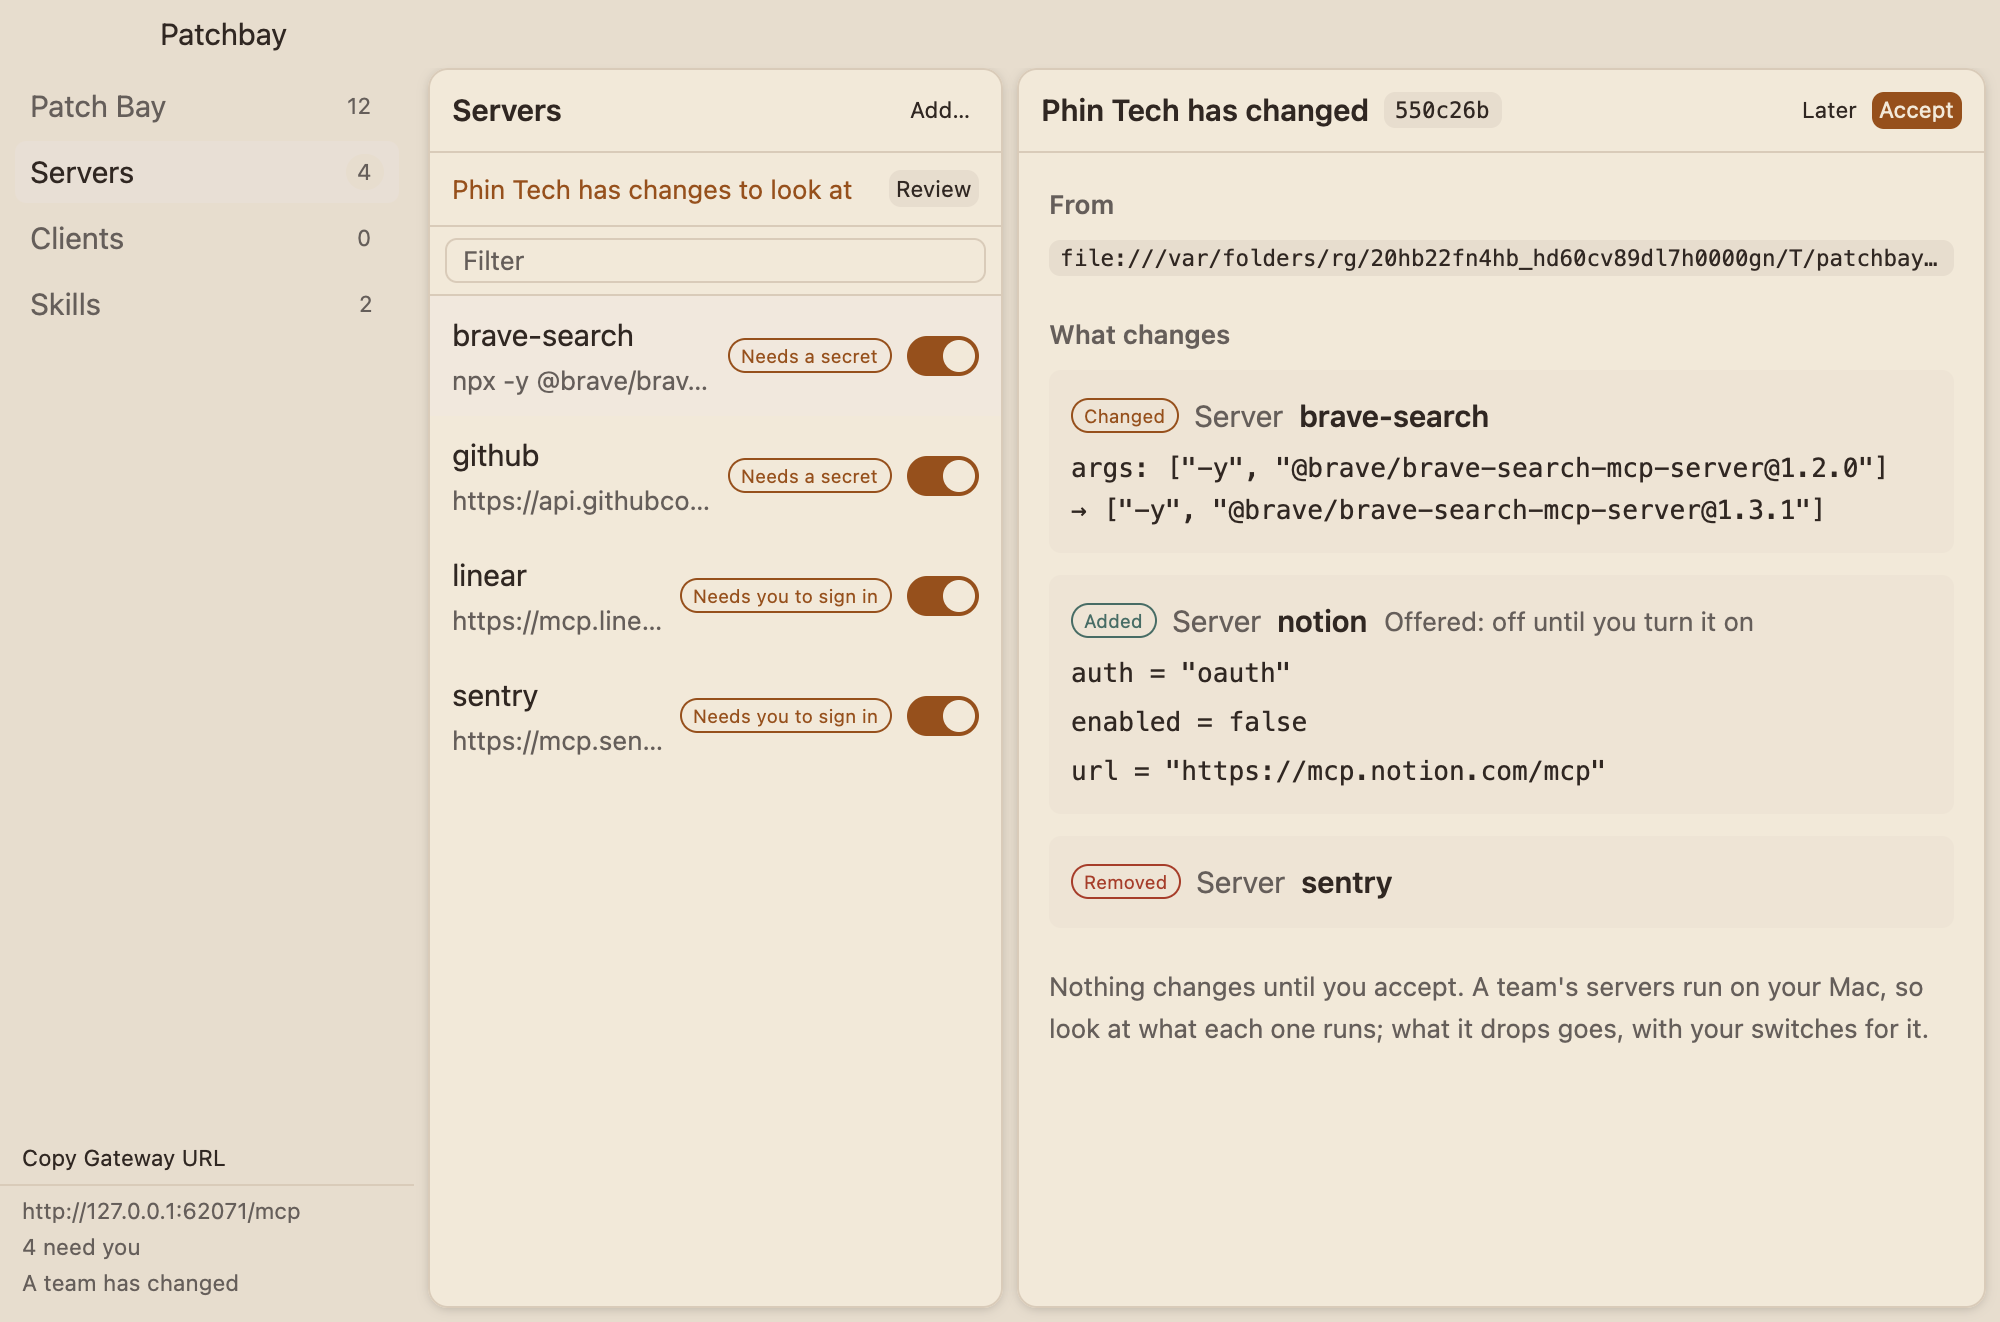 Patchbay
Patch Bay 12
Servers 4
Clients 0
Skills 2
Copy Gateway URL
http://127.0.0.1:62071/mcp
4 need you
A team has changed
Servers Add...
Phin Tech has changes to look at Review
Filter
brave-search
npx -y @brave/brav...
Needs a secret
github
https://api.githubco...
Needs a secret
linear
https://mcp.line...
Needs you to sign in
sentry
https://mcp.sen...
Needs you to sign in
Phin Tech has changed 550c26b Later Accept
From
file:///var/folders/rg/20hb22fn4hb_hd60cv89dl7h0000gn/T/patchbay…
What changes
Changed Server brave-search
args: ["-y", "@brave/brave-search-mcp-server@1.2.0"]
→ ["-y", "@brave/brave-search-mcp-server@1.3.1"]
Added Server notion Offered: off until you turn it on
auth = "oauth"
enabled = false
url = "https://mcp.notion.com/mcp"
Removed Server sentry
Nothing changes until you accept. A team's servers run on your Mac, so
look at what each one runs; what it drops goes, with your switches for it.